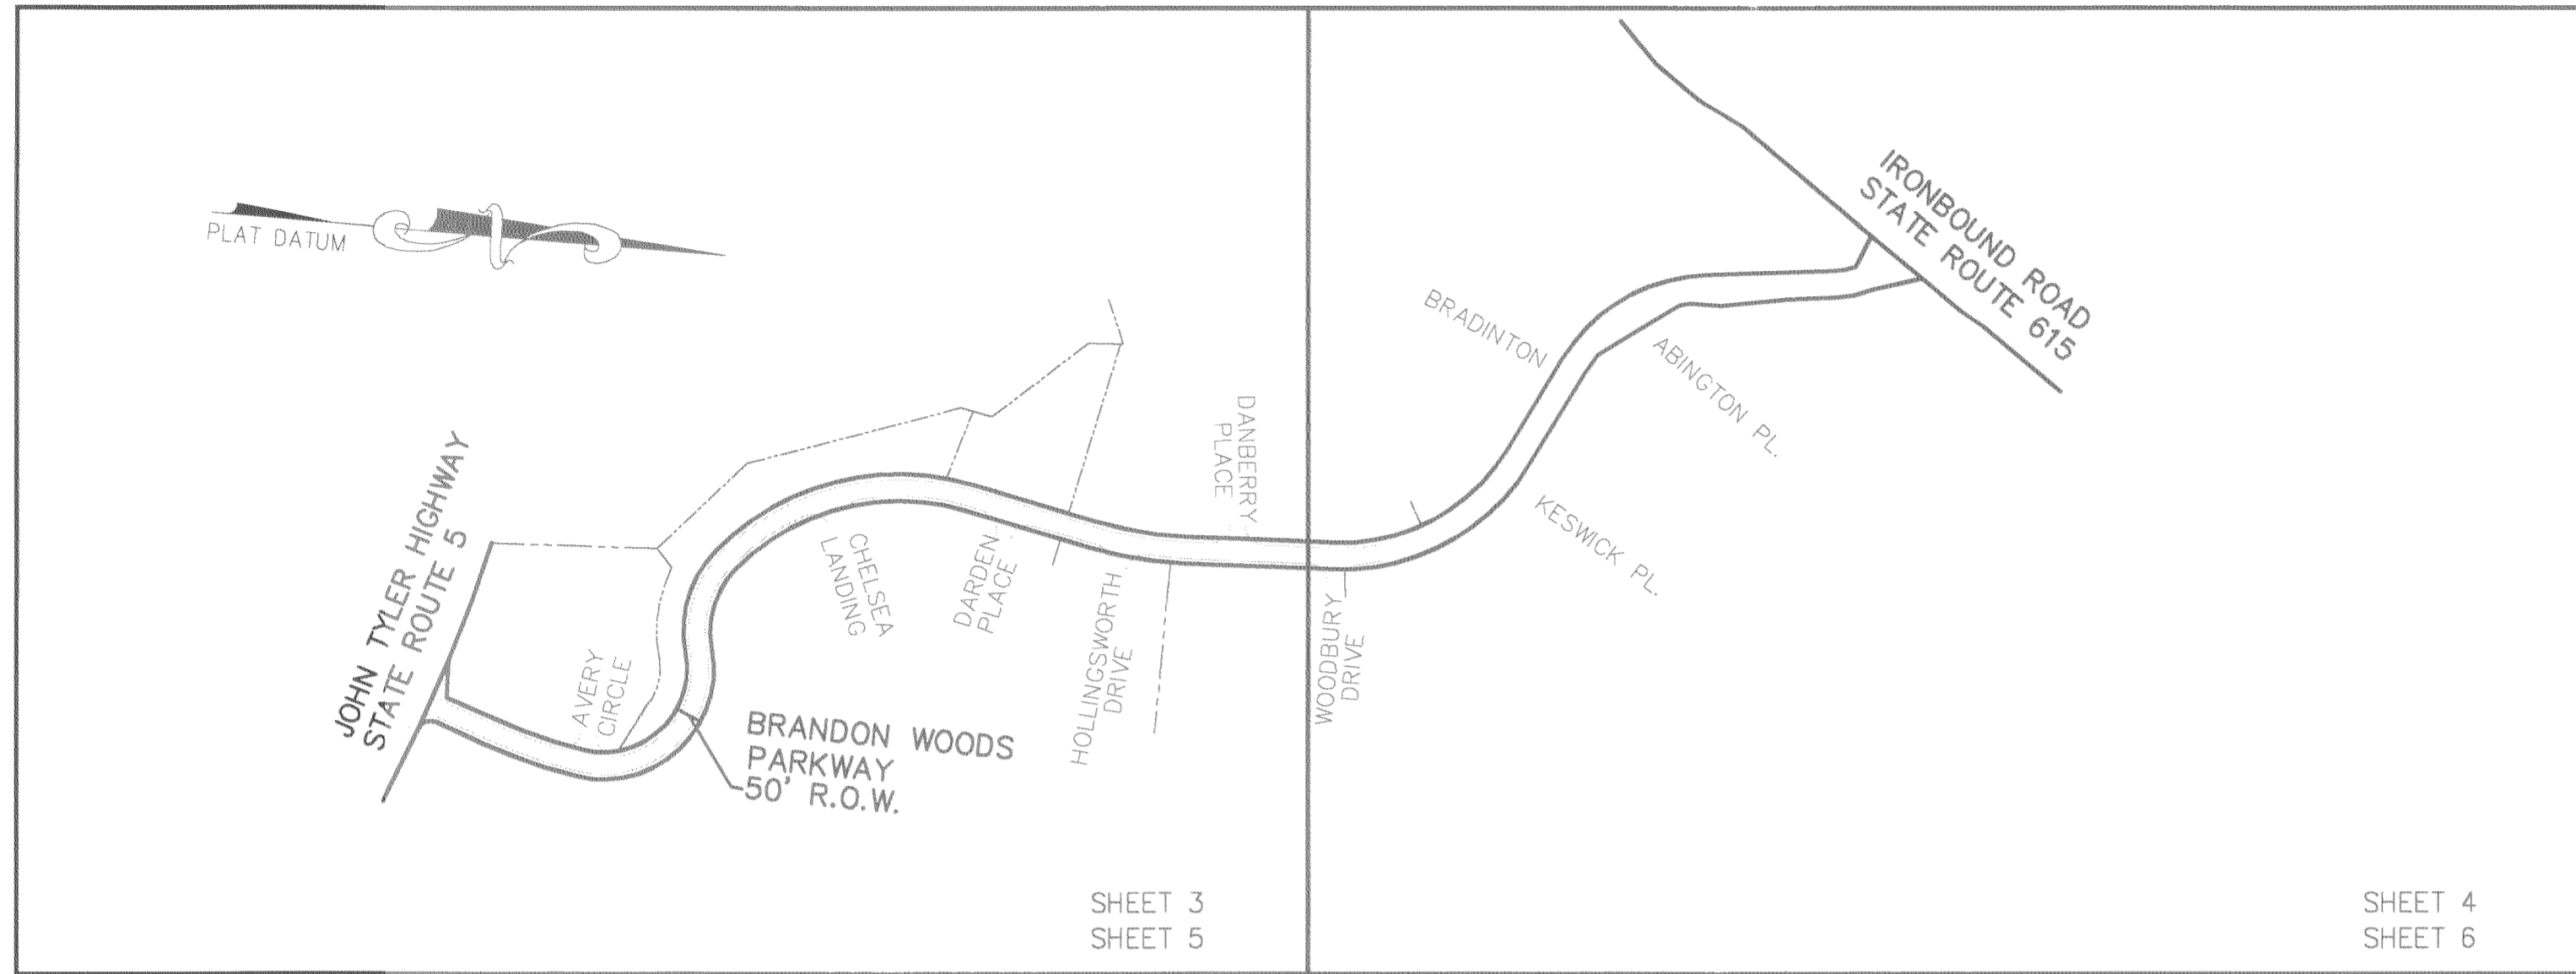 PLAT DATUM
JOHN TYLER HIGHWAY
STATE ROUTE 5
AVERY
CIRCLE
BRANDON WOODS
PARKWAY
50' R.O.W.
CHELSEA
LANDING
DARDEN
PLACE
HOLLINGSWORTH
DRIVE
DANBERRY
PLACE
SHEET 3
SHEET 5
WOODBURY
DRIVE
BRADINTON
KESWICK PL.
ABINGTON PL.
IRONBOUND ROAD
STATE ROUTE 615
SHEET 4
SHEET 6